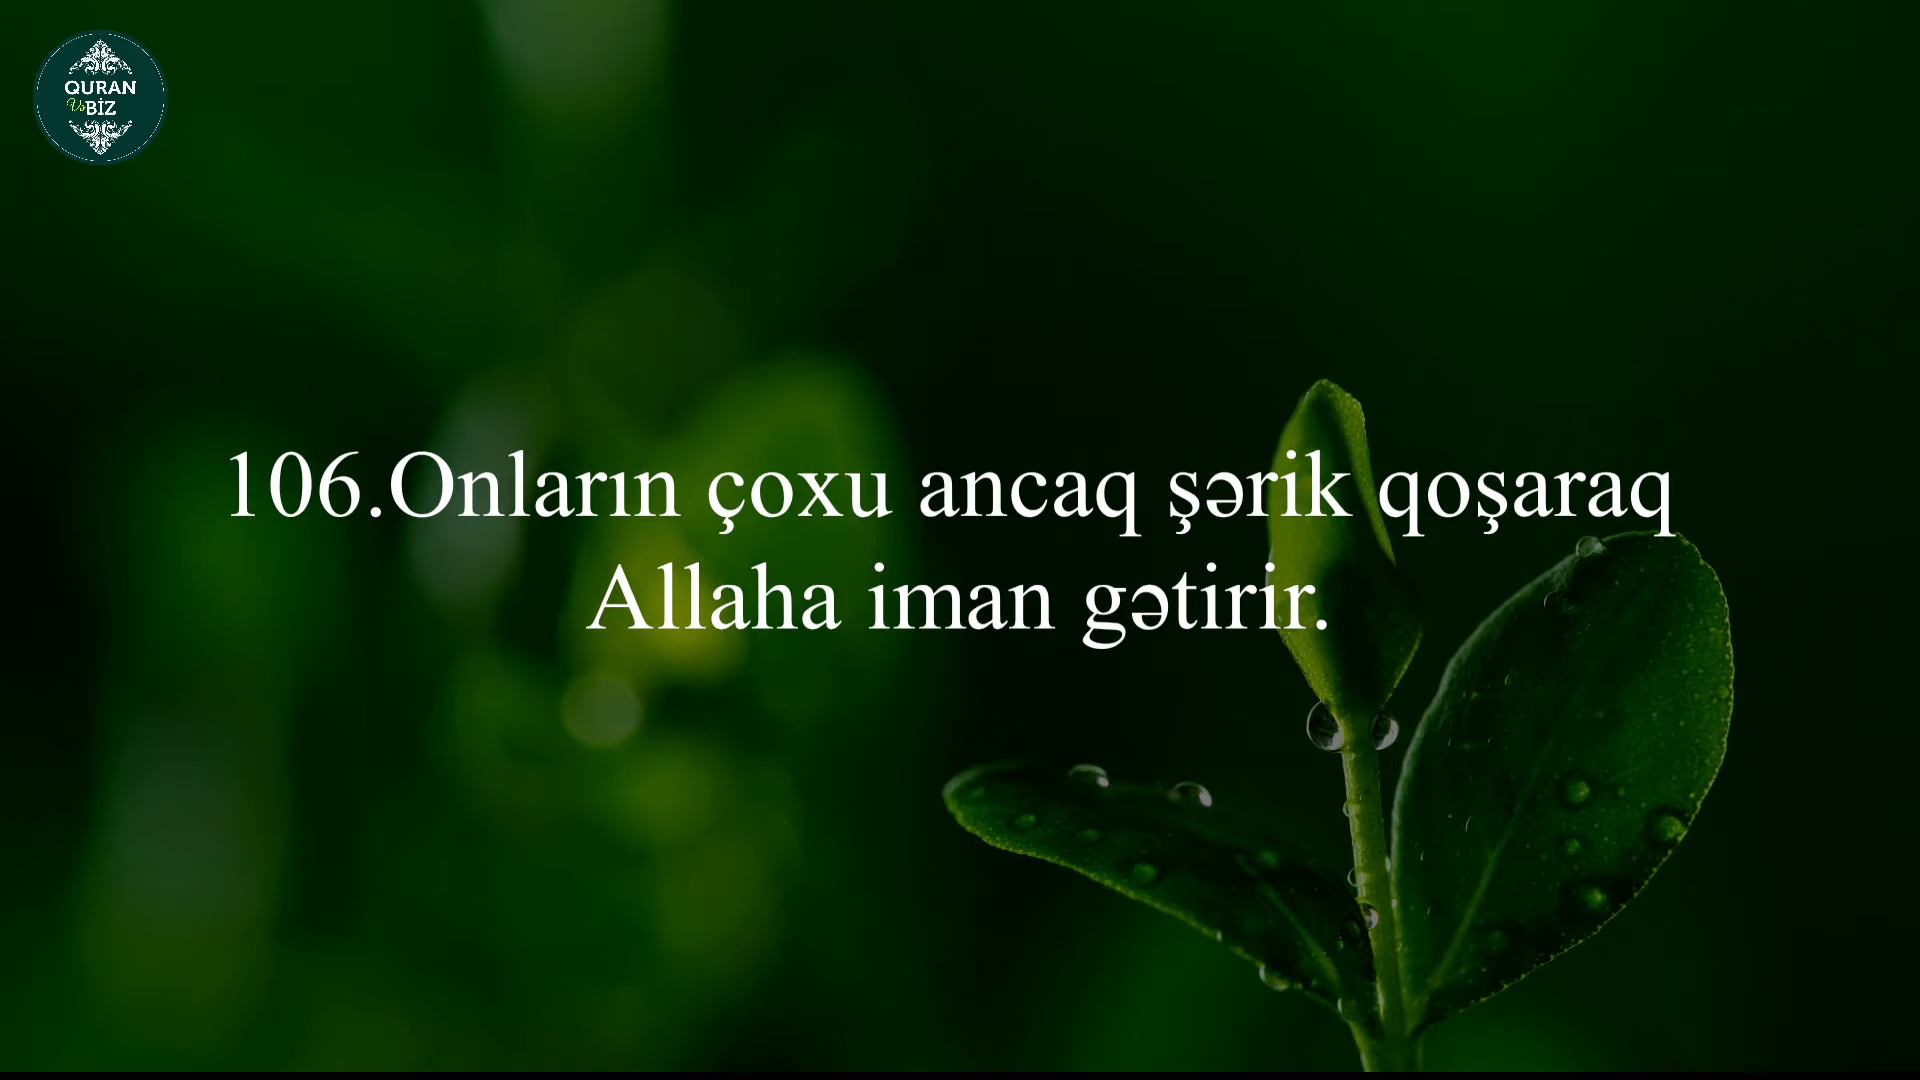 QURAN
Və BİZ
106.Onların çoxu ancaq şərik qoşaraq
Allaha iman gətirir.